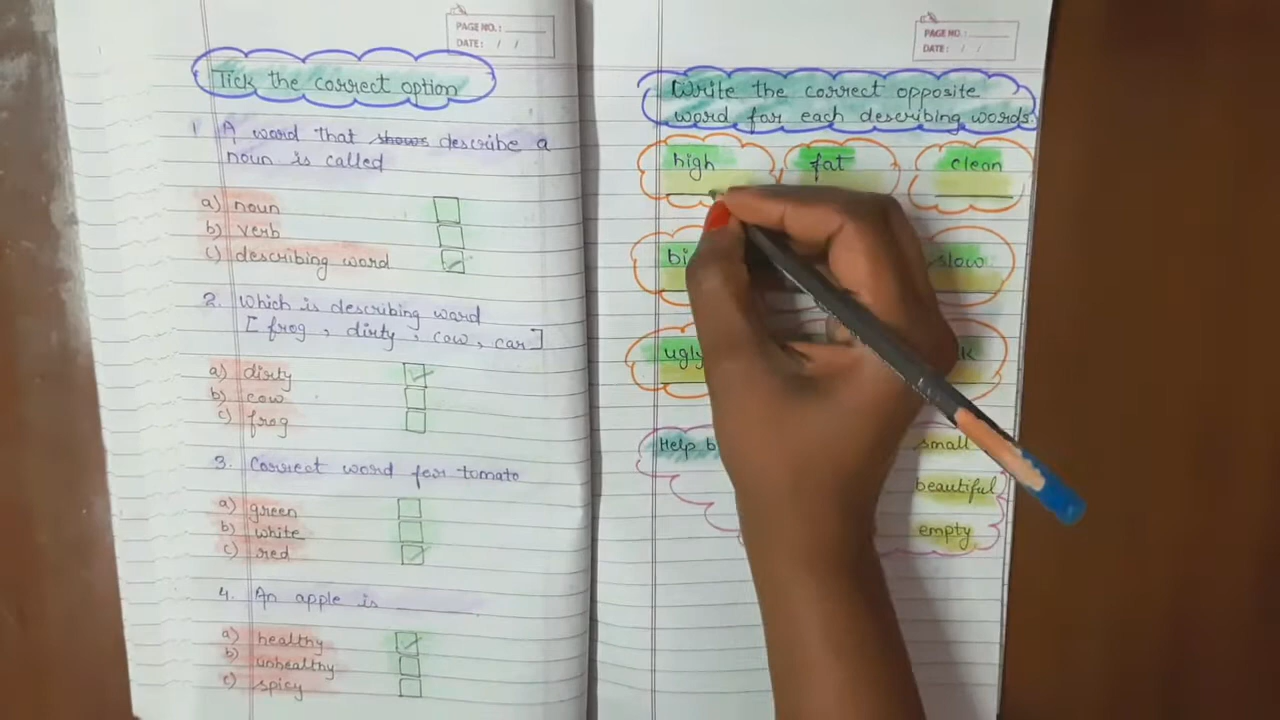 PAGE NO.:
DATE: / /
Tick the correct option
1 A word that shows describe a
noun is called
a) noun
b) verb
c) describing word
2. Which is describing word
[ frog , dirty , cow , car ]
a) dirty
b) cow
c) frog
3. Correct word for tomato
a) green
b) white
c) red
4. An apple is
a) healthy
b) unhealthy
c) spicy
PAGE NO.:
DATE: / /
Write the correct opposite
word for each describing words.
high fat clean
slow
ugly
Help small
beautiful
empty